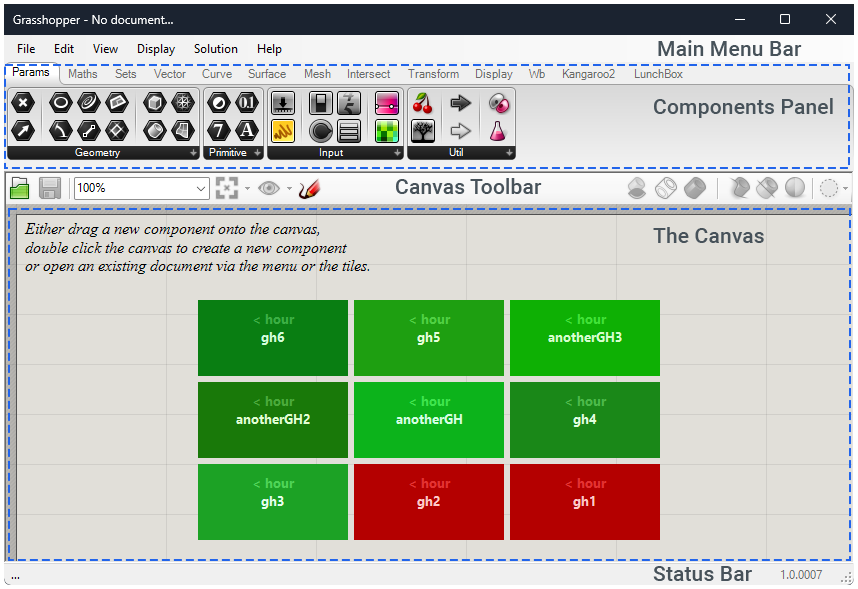 Grasshopper - No document...
File Edit View Display Solution Help
Main Menu Bar
Params Maths Sets Vector Curve Surface Mesh Intersect Transform Display Wb Kangaroo2 LunchBox
Components Panel
01
7 A
Geometry Primitive Input Util
100%
Canvas Toolbar
The Canvas
Either drag a new component onto the canvas,
double click the canvas to create a new component
or open an existing document via the menu or the tiles.
< hour < hour < hour
gh6 gh5 anotherGH3
< hour < hour < hour
anotherGH2 anotherGH gh4
< hour < hour < hour
gh3 gh2 gh1
... Status Bar 1.0.0007